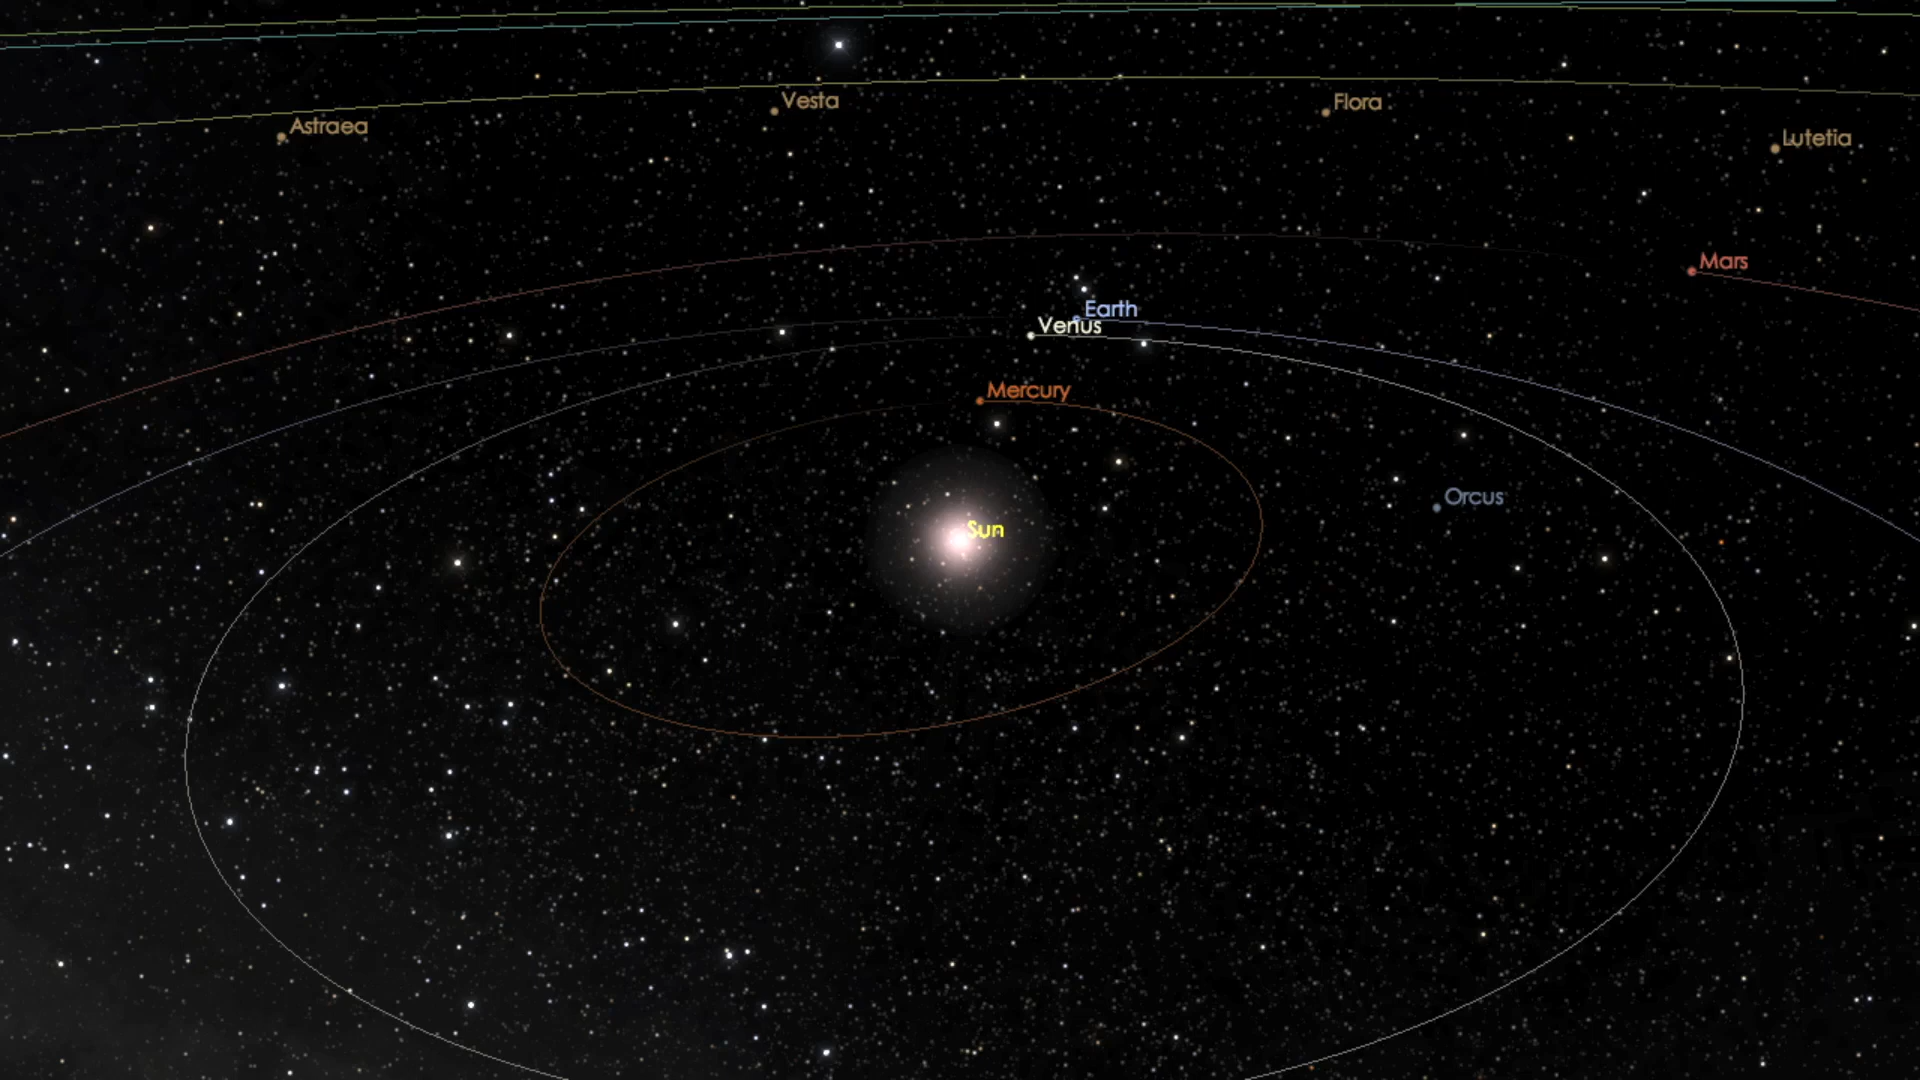 Vesta
Flora
Astraea
Lutetia
Mars
Earth
Venus
Mercury
Orcus
Sun